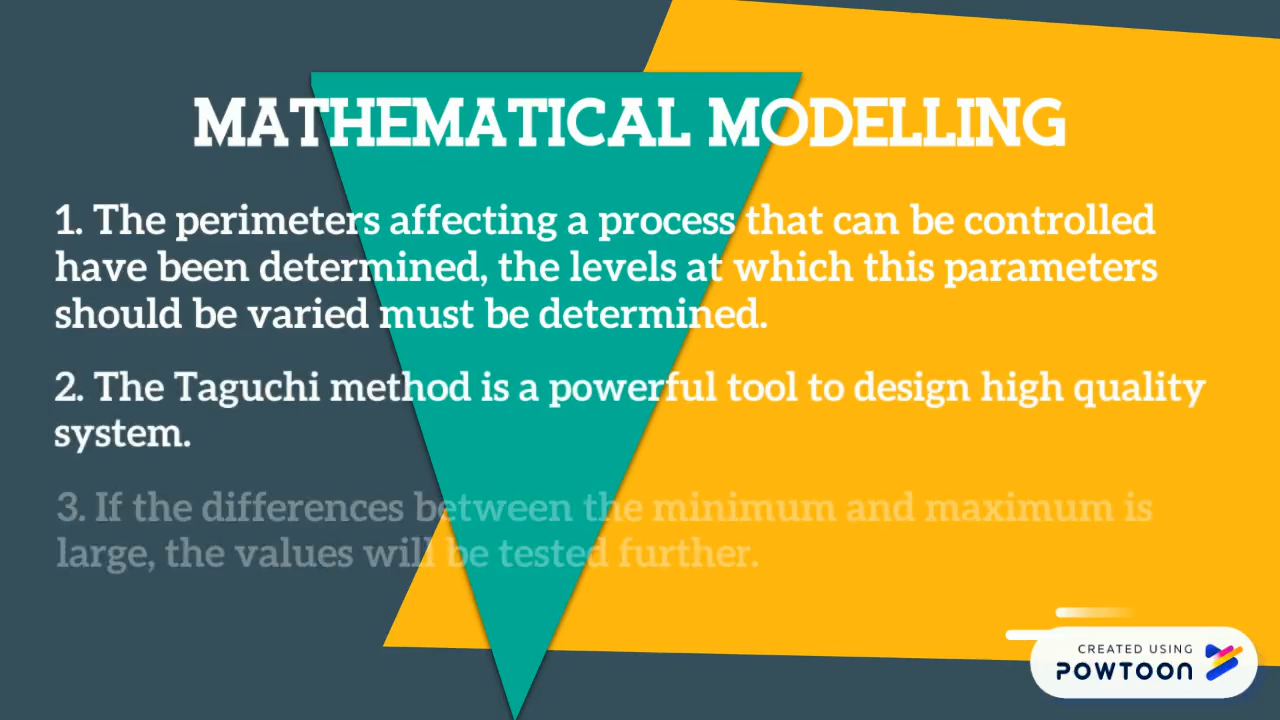 MATHEMATICAL MODELLING
1. The perimeters affecting a process that can be controlled
have been determined, the levels at which this parameters
should be varied must be determined.
2. The Taguchi method is a powerful tool to design high quality
system.
3. If the differences between the minimum and maximum is
large, the values will be tested further.
CREATED USING
POWTOON